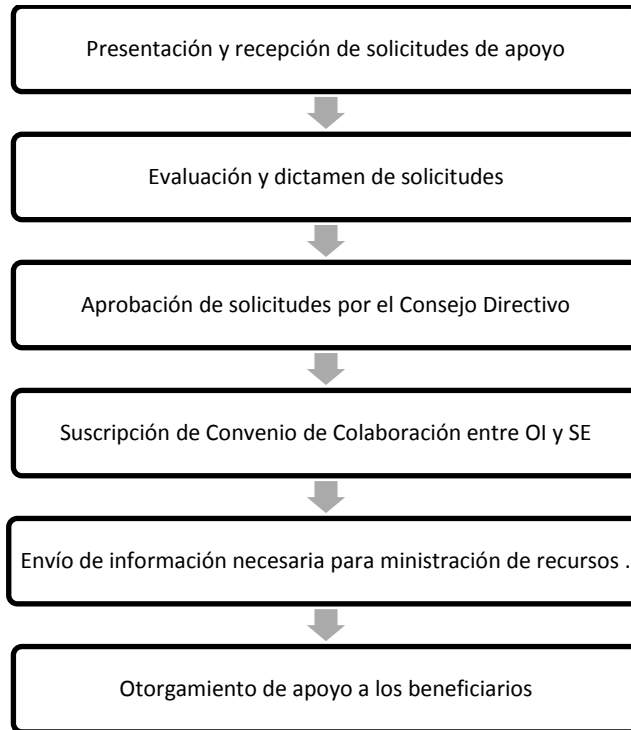 Presentación y recepción de solicitudes de apoyo
Evaluación y dictamen de solicitudes
Aprobación de solicitudes por el Consejo Directivo
Suscripción de Convenio de Colaboración entre OI y SE
Envío de información necesaria para ministración de recursos .
Otorgamiento de apoyo a los beneficiarios